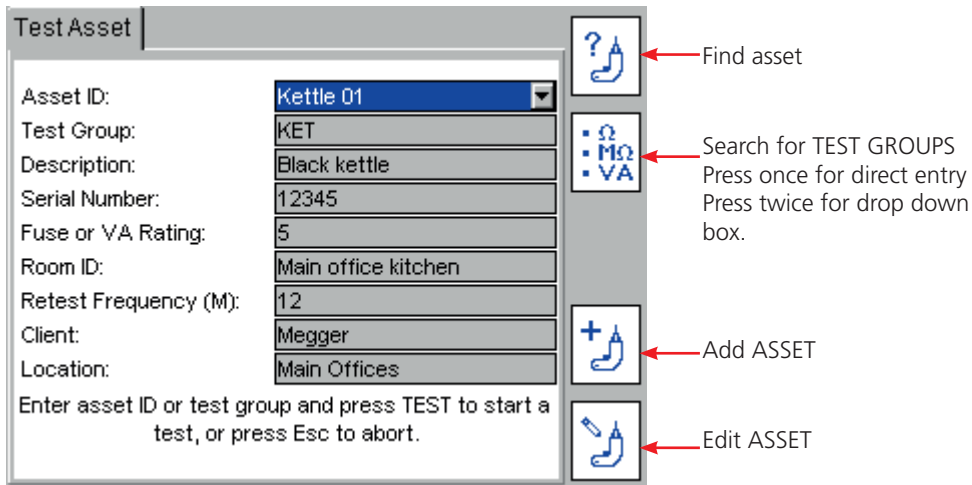 Test Asset
Asset ID: Kettle 01
Test Group: KET
Description: Black kettle
Serial Number: 12345
Fuse or VA Rating: 5
Room ID: Main office kitchen
Retest Frequency (M): 12
Client: Megger
Location: Main Offices
Enter asset ID or test group and press TEST to start a
test, or press Esc to abort.
?
Find asset
Ω
MΩ
VA
Search for TEST GROUPS
Press once for direct entry
Press twice for drop down
box.
+
Add ASSET
Edit ASSET